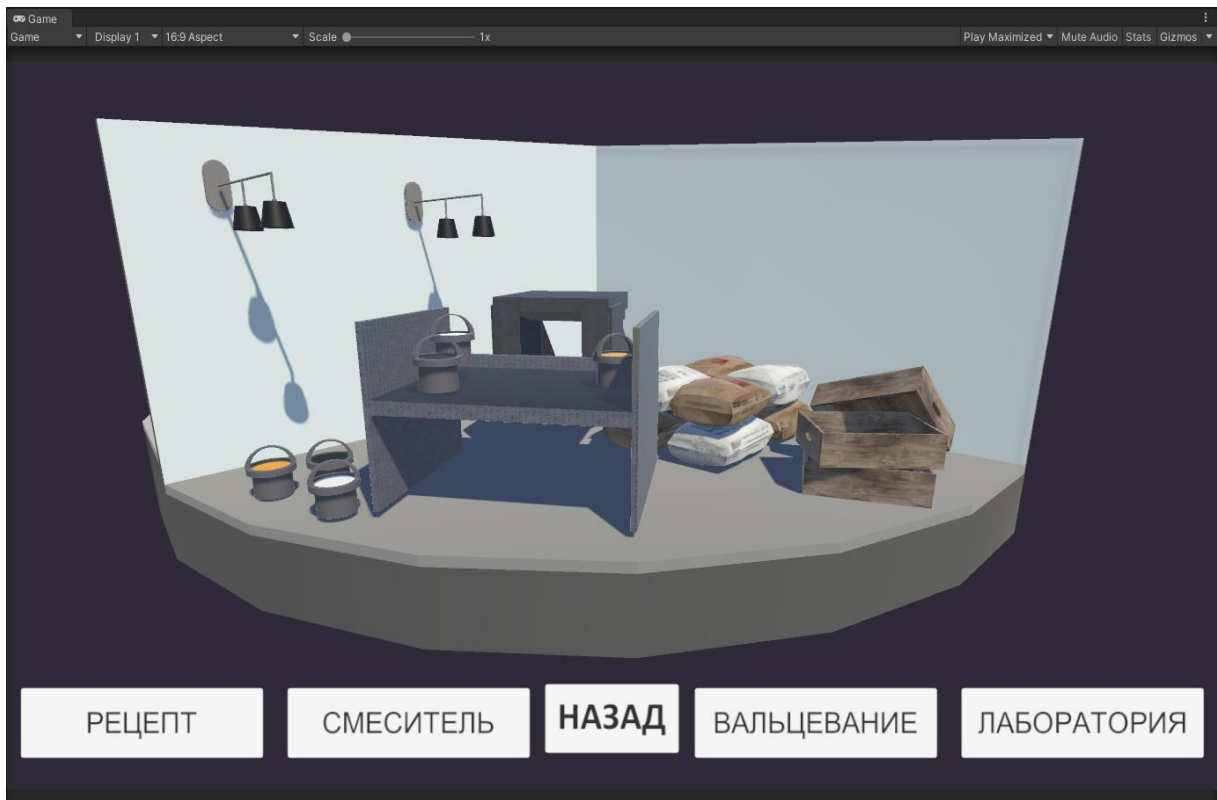 Game
Game Display 1 16:9 Aspect Scale 1x Play Maximized Mute Audio Stats Gizmos
РЕЦЕПТ СМЕСИТЕЛЬ НАЗАД ВАЛЬЦЕВАНИЕ ЛАБОРАТОРИЯ